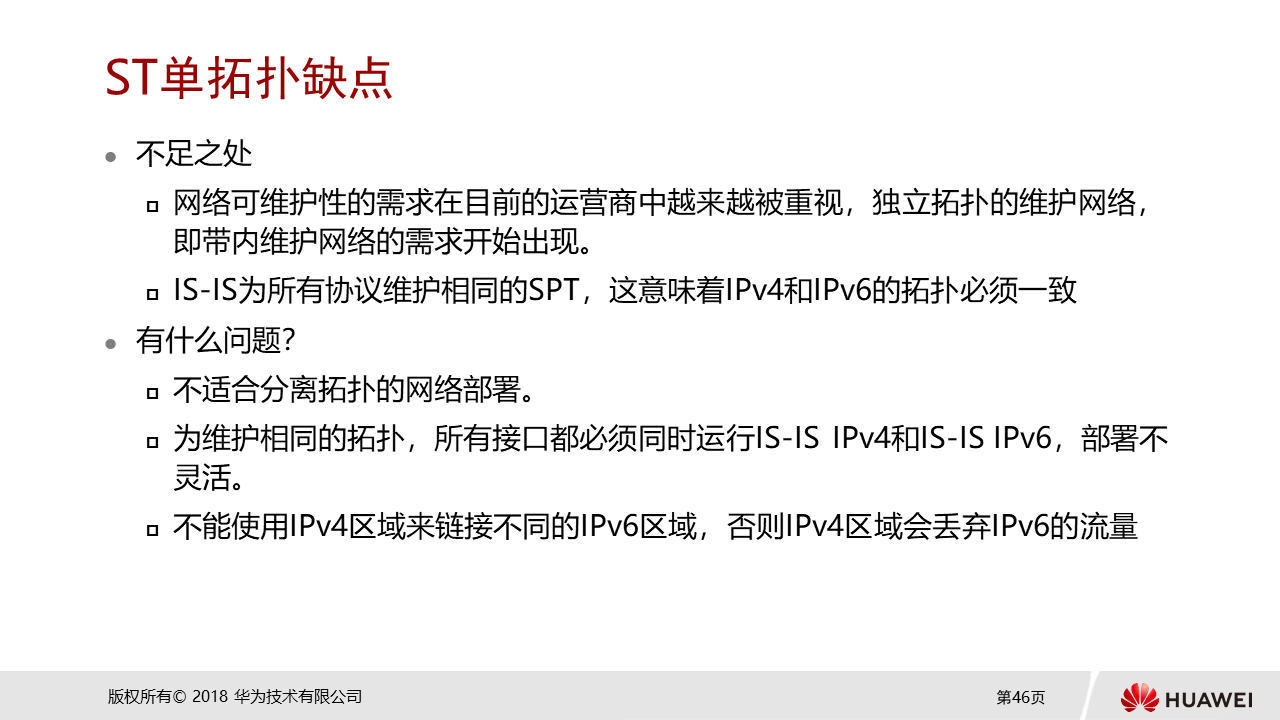 ST单拓扑缺点
不足之处
网络可维护性的需求在目前的运营商中越来越被重视，独立拓扑的维护网络，
即带内维护网络的需求开始出现。
IS-IS为所有协议维护相同的SPT，这意味着IPv4和IPv6的拓扑必须一致
有什么问题？
不适合分离拓扑的网络部署。
为维护相同的拓扑，所有接口都必须同时运行IS-IS IPv4和IS-IS IPv6，部署不
灵活。
不能使用IPv4区域来链接不同的IPv6区域，否则IPv4区域会丢弃IPv6的流量
版权所有© 2018 华为技术有限公司
第46页
HUAWEI